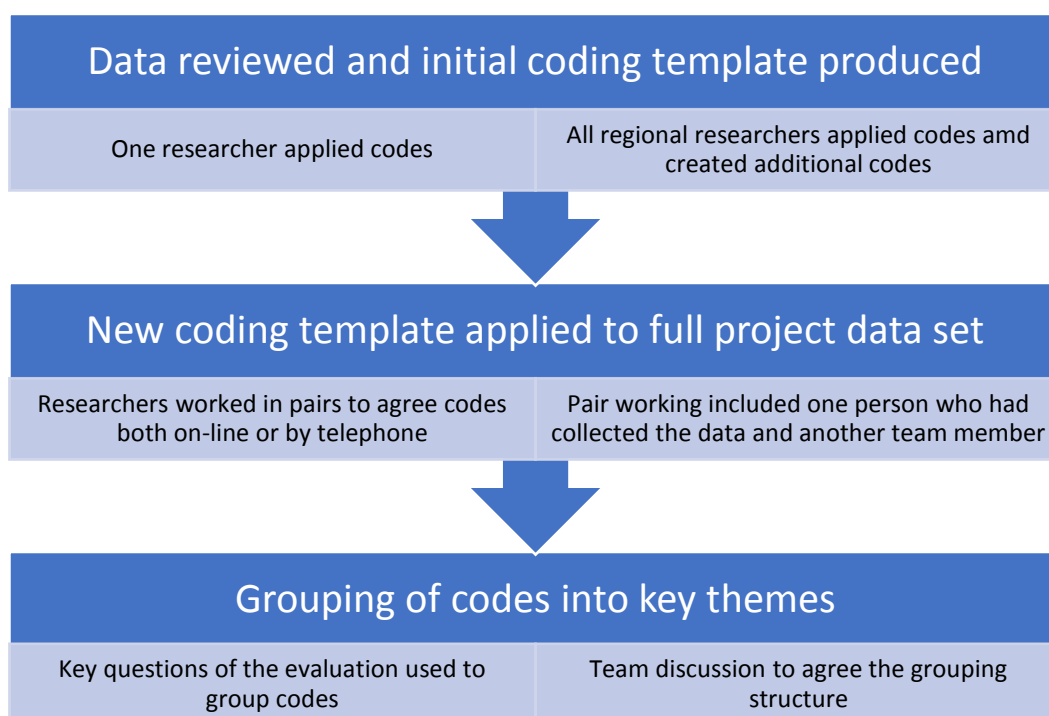 Data reviewed and initial coding template produced
One researcher applied codes
All regional researchers applied codes amd
created additional codes
New coding template applied to full project data set
Researchers worked in pairs to agree codes
both on-line or by telephone
Pair working included one person who had
collected the data and another team member
Grouping of codes into key themes
Key questions of the evaluation used to
group codes
Team discussion to agree the grouping
structure